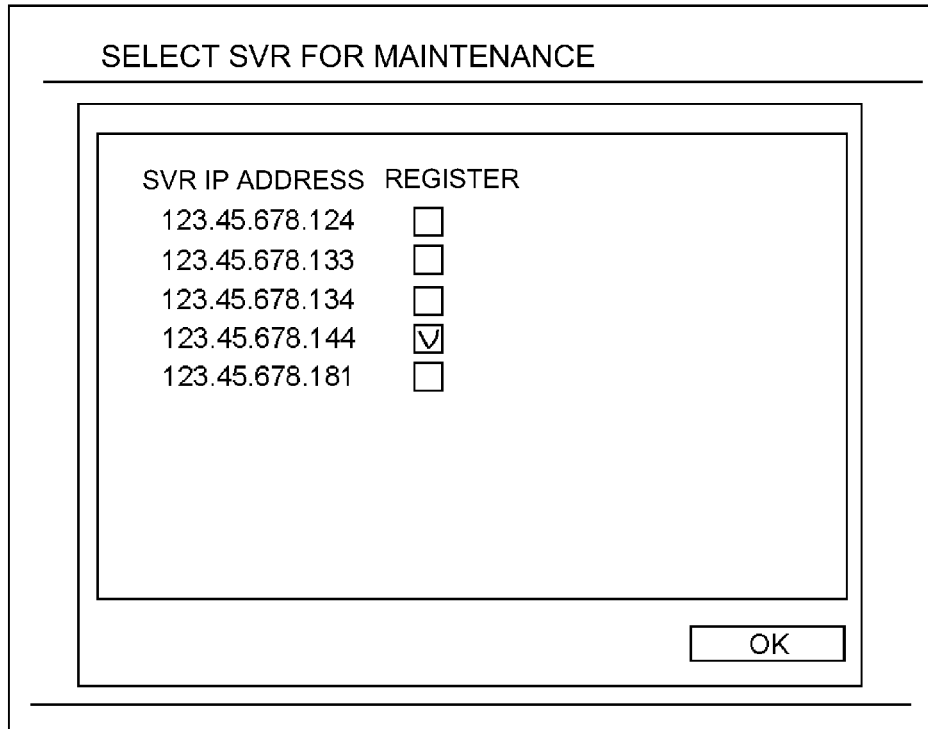 SELECT SVR FOR MAINTENANCE
SVR IP ADDRESS REGISTER
123.45.678.124
123.45.678.133
123.45.678.134
123.45.678.144
123.45.678.181
OK